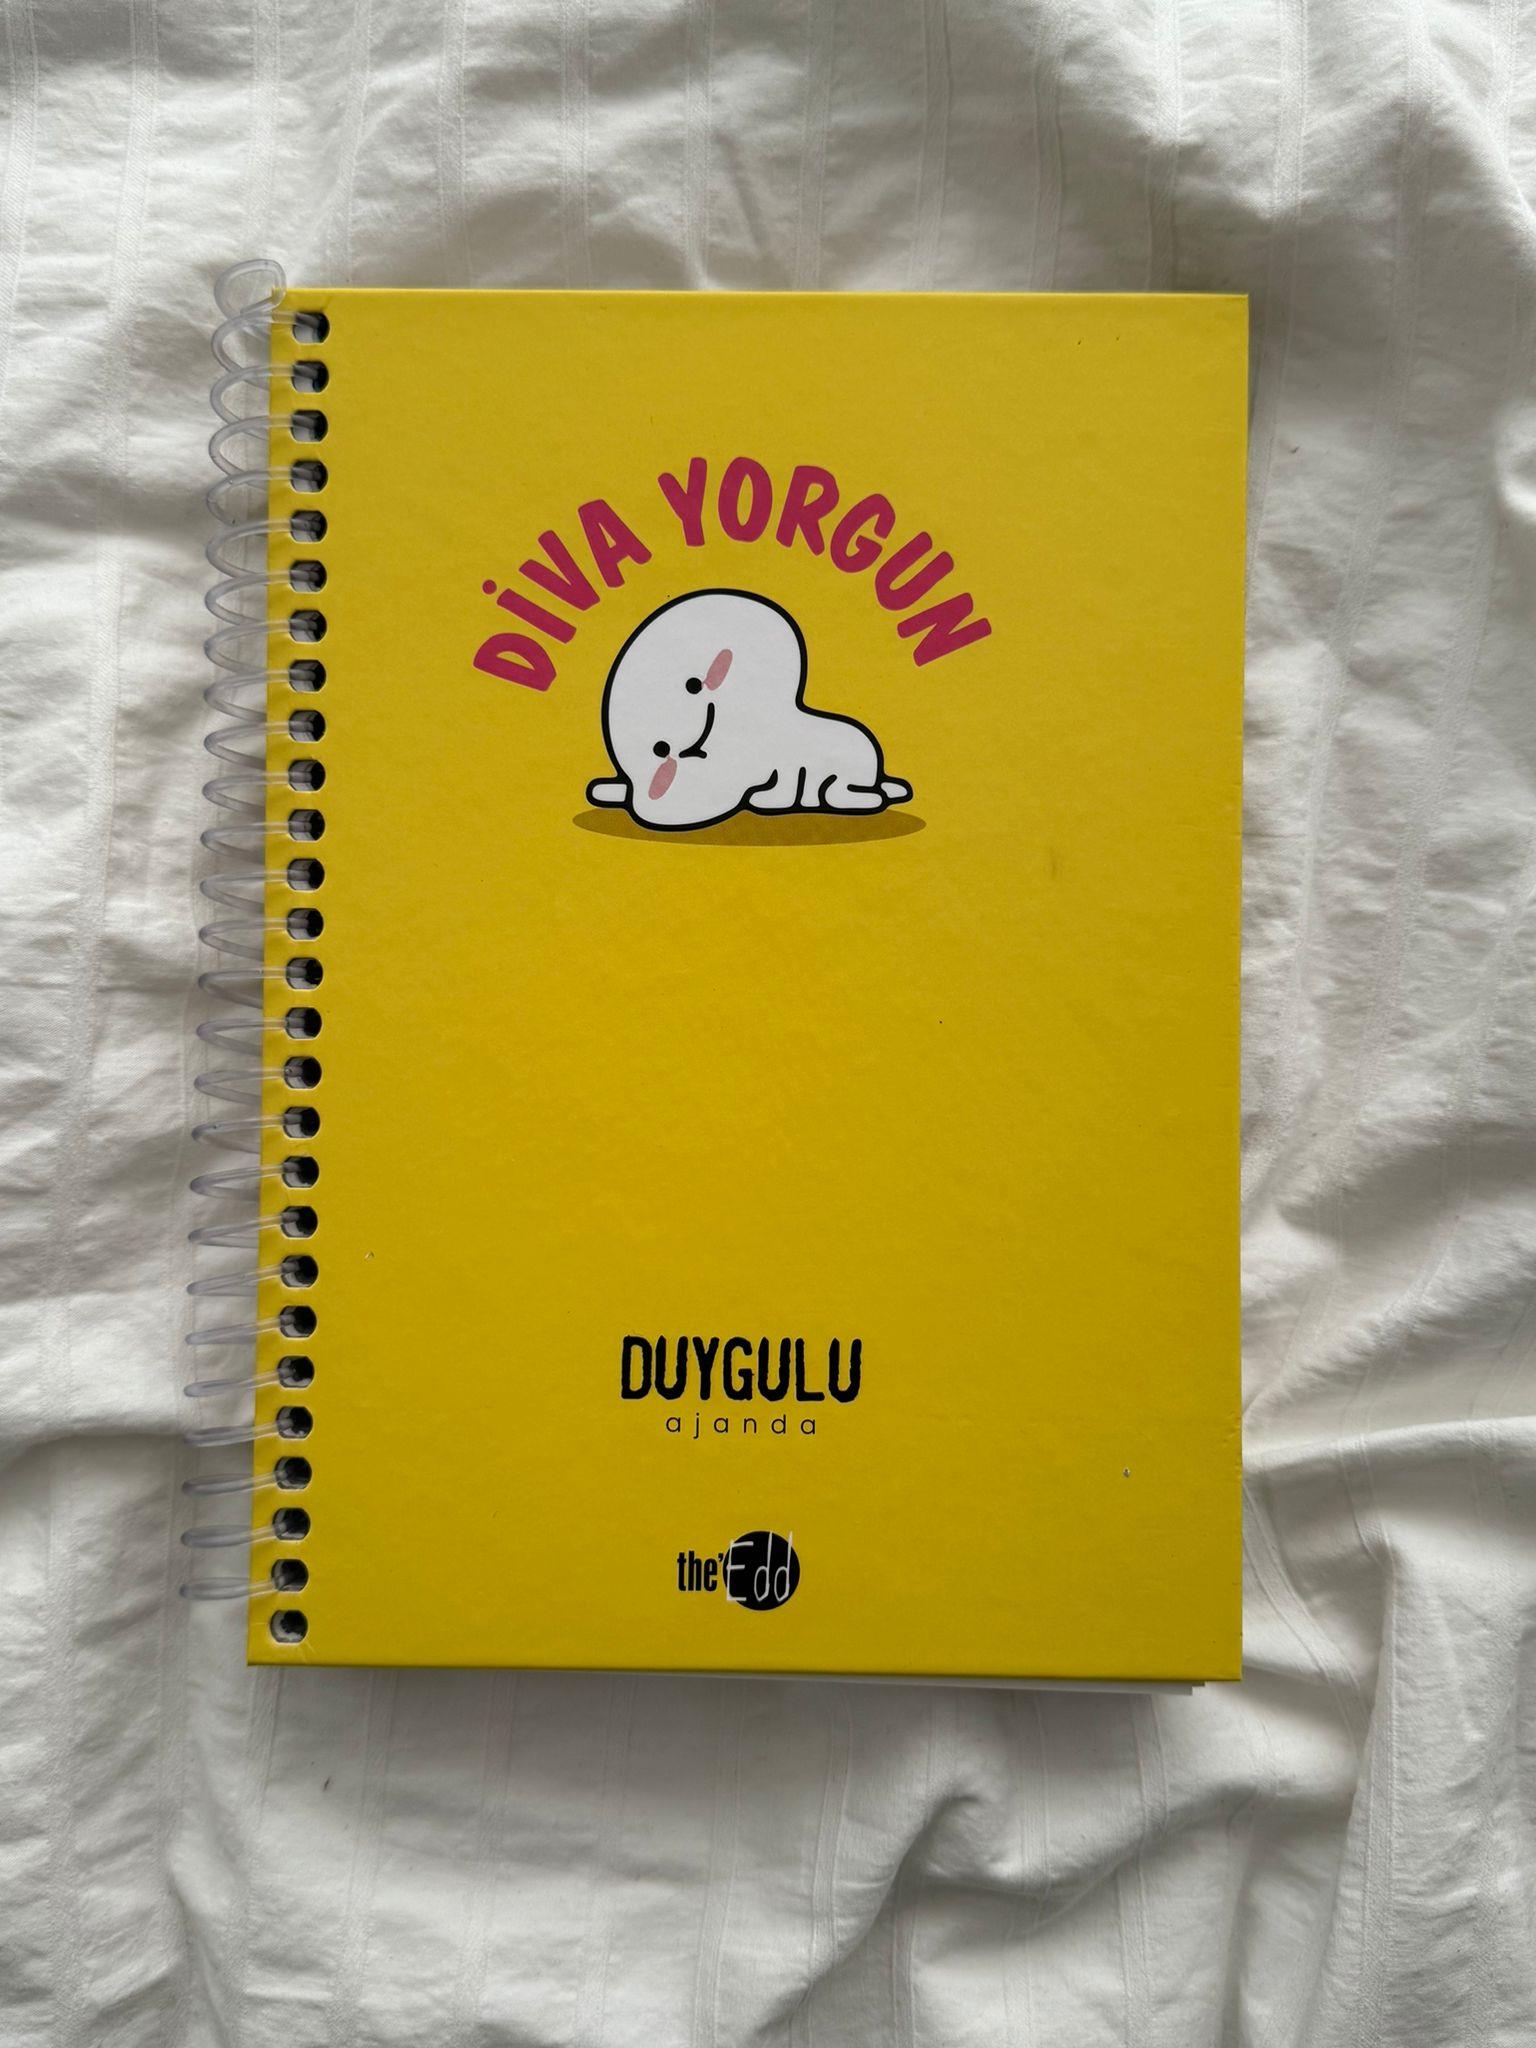 DİVA YORGUN
DUYGULU
ajanda
the'Edd